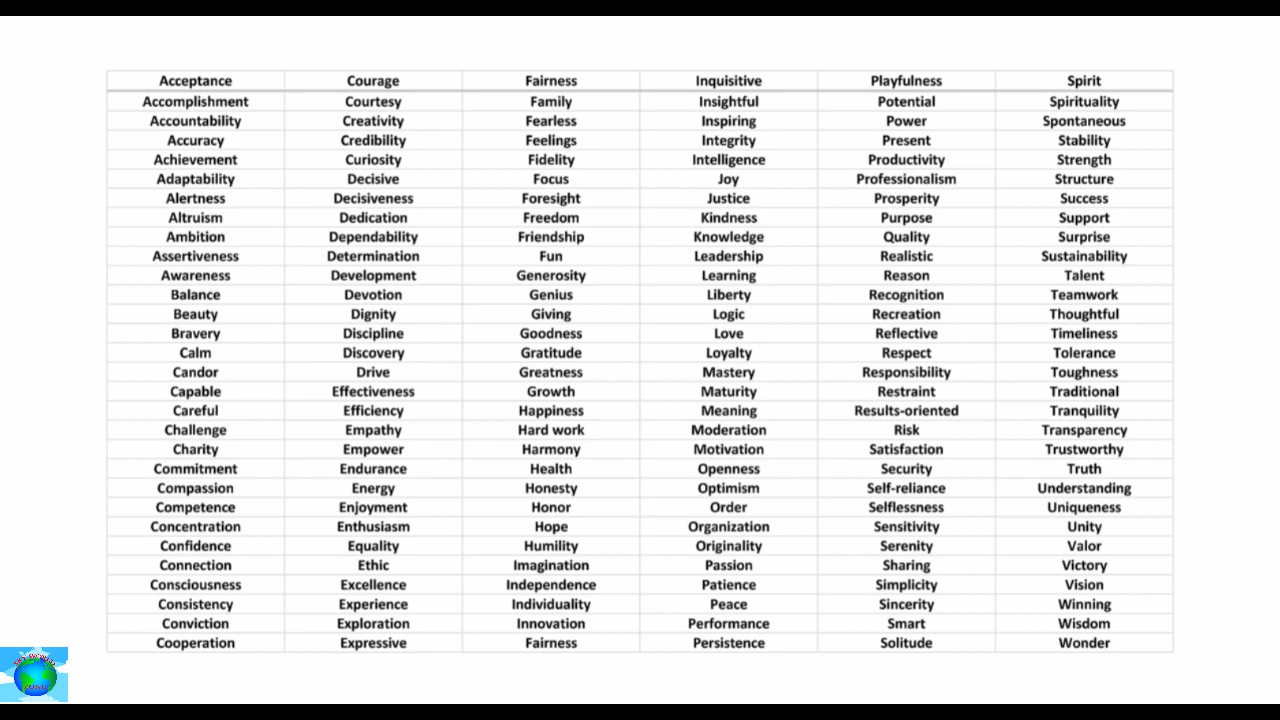 Acceptance Courage Fairness Inquisitive Playfulness Spirit
Accomplishment Courtesy Family Insightful Potential Spirituality
Accountability Creativity Fearless Inspiring Power Spontaneous
Accuracy Credibility Feelings Integrity Present Stability
Achievement Curiosity Fidelity Intelligence Productivity Strength
Adaptability Decisive Focus Joy Professionalism Structure
Alertness Decisiveness Foresight Justice Prosperity Success
Altruism Dedication Freedom Kindness Purpose Support
Ambition Dependability Friendship Knowledge Quality Surprise
Assertiveness Determination Fun Leadership Realistic Sustainability
Awareness Development Generosity Learning Reason Talent
Balance Devotion Genius Liberty Recognition Teamwork
Beauty Dignity Giving Logic Recreation Thoughtful
Bravery Discipline Goodness Love Reflective Timeliness
Calm Discovery Gratitude Loyalty Respect Tolerance
Candor Drive Greatness Mastery Responsibility Toughness
Capable Effectiveness Growth Maturity Restraint Traditional
Careful Efficiency Happiness Meaning Results-oriented Tranquility
Challenge Empathy Hard work Moderation Risk Transparency
Charity Empower Harmony Motivation Satisfaction Trustworthy
Commitment Endurance Health Openness Security Truth
Compassion Energy Honesty Optimism Self-reliance Understanding
Competence Enjoyment Honor Order Selflessness Uniqueness
Concentration Enthusiasm Hope Organization Sensitivity Unity
Confidence Equality Humility Originality Serenity Valor
Connection Ethic Imagination Passion Sharing Victory
Consciousness Excellence Independence Patience Simplicity Vision
Consistency Experience Individuality Peace Sincerity Winning
Conviction Exploration Innovation Performance Smart Wisdom
Cooperation Expressive Fairness Persistence Solitude Wonder
ZONE